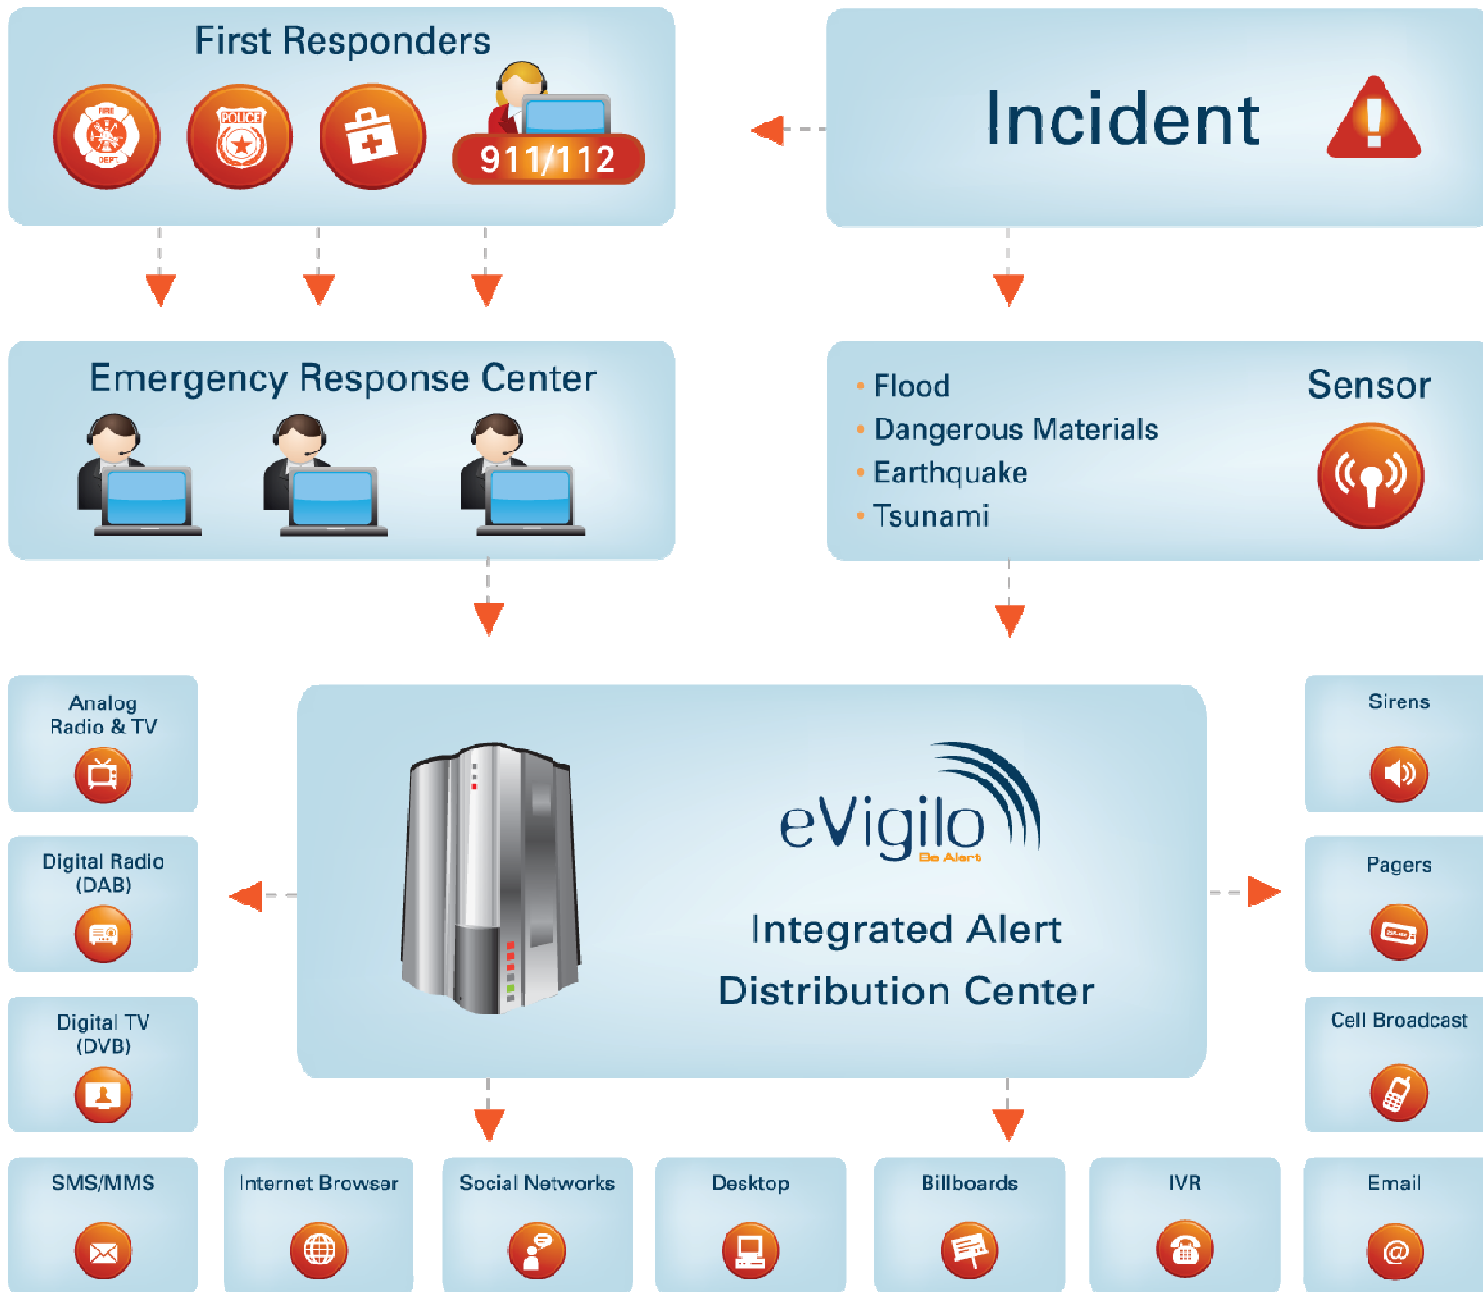 First Responders
FIRE
DEPT.
POLICE
911/112
Incident
!
Emergency Response Center
• Flood
• Dangerous Materials
• Earthquake
• Tsunami
Sensor
Analog
Radio & TV
Digital Radio
(DAB)
Digital TV
(DVB)
eVigilo
Be Alert
Integrated Alert
Distribution Center
Sirens
Pagers
Cell Broadcast
SMS/MMS
Internet Browser
Social Networks
Desktop
Billboards
IVR
Email
@